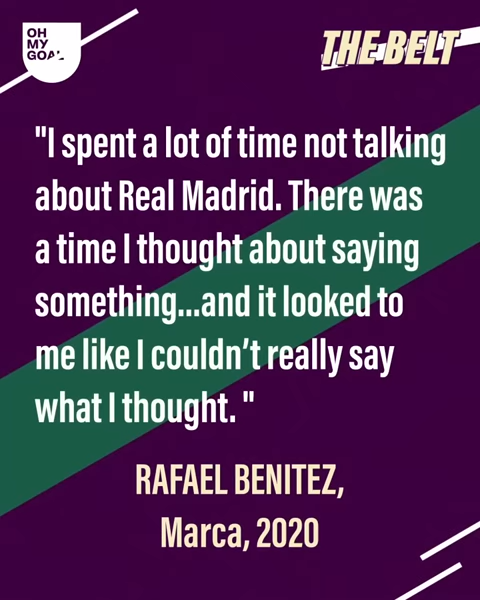 OH
MY
GOAL
THE BELT
"I spent a lot of time not talking
about Real Madrid. There was
a time I thought about saying
something...and it looked to
me like I couldn’t really say
what I thought. "
RAFAEL BENITEZ,
Marca, 2020